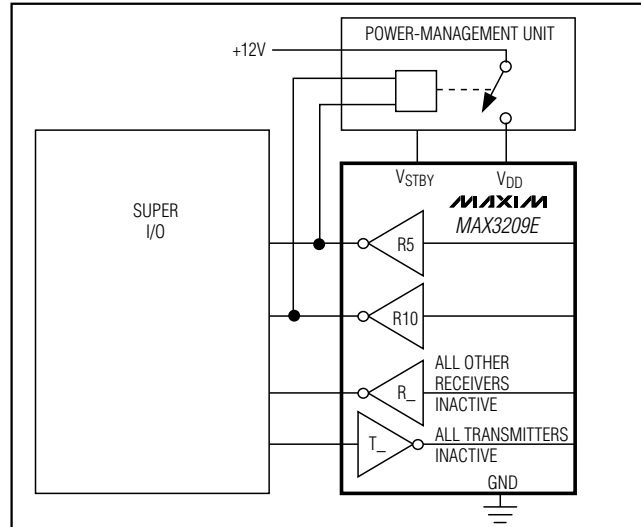 POWER-MANAGEMENT UNIT
+12V
VSTBY
VDD
MAXIM
MAX3209E
SUPER
I/O
R5
R10
R_
ALL OTHER
RECEIVERS
INACTIVE
T_
ALL TRANSMITTERS
INACTIVE
GND